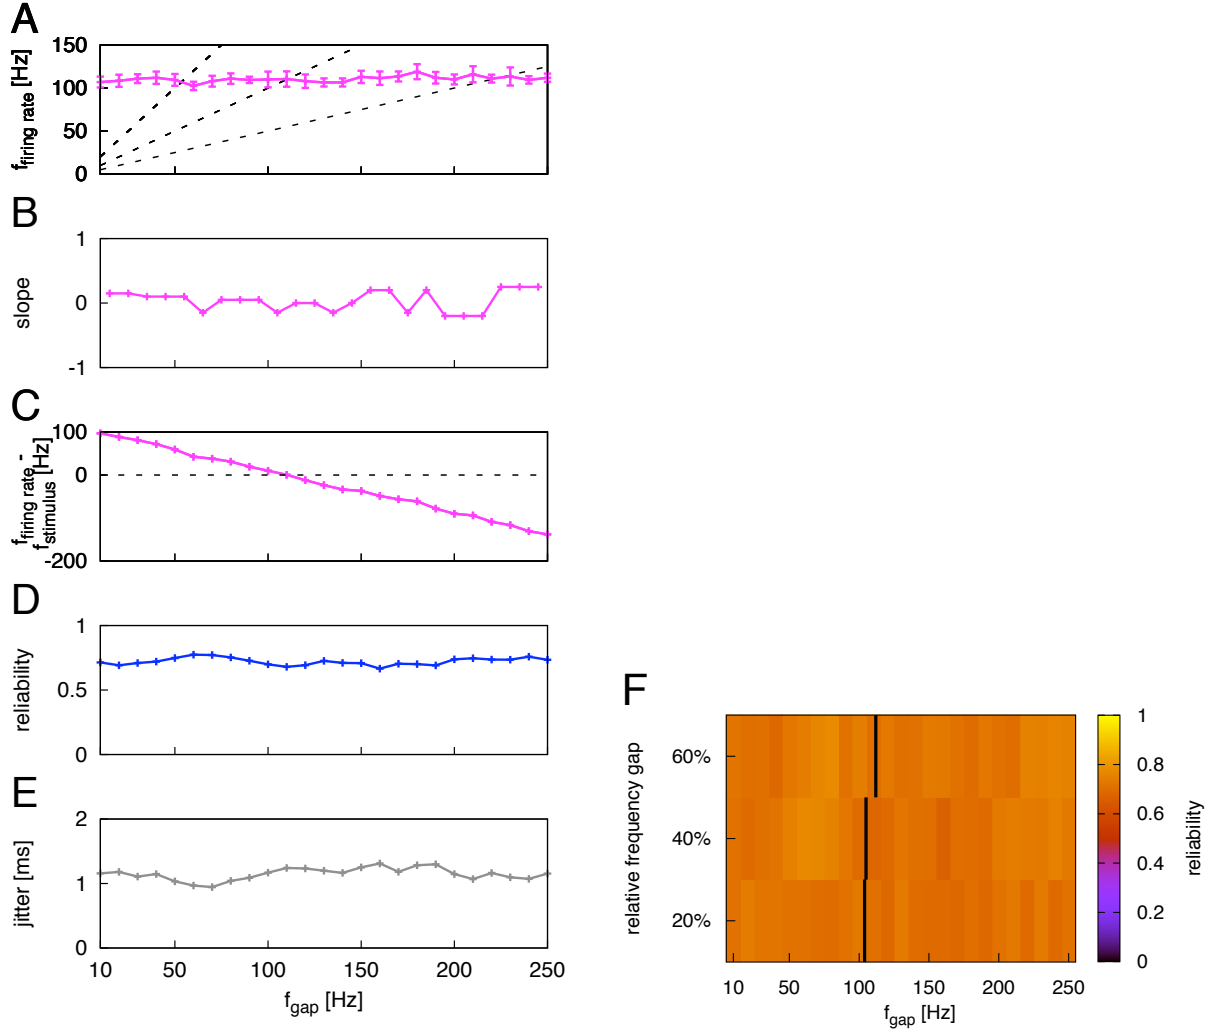 A
f_firing rate [Hz]
150
100
50
0
B
slope
1
0
-1
C
f_firing rate -
f_stimulus [Hz]
100
0
-200
D
reliability
1
0.5
0
E
jitter [ms]
2
1
0
10 50 100 150 200 250
f_gap [Hz]
F
relative frequency gap
60%
40%
20%
10 50 100 150 200 250
f_gap [Hz]
1
0.8
0.6
0.4
0.2
0
reliability